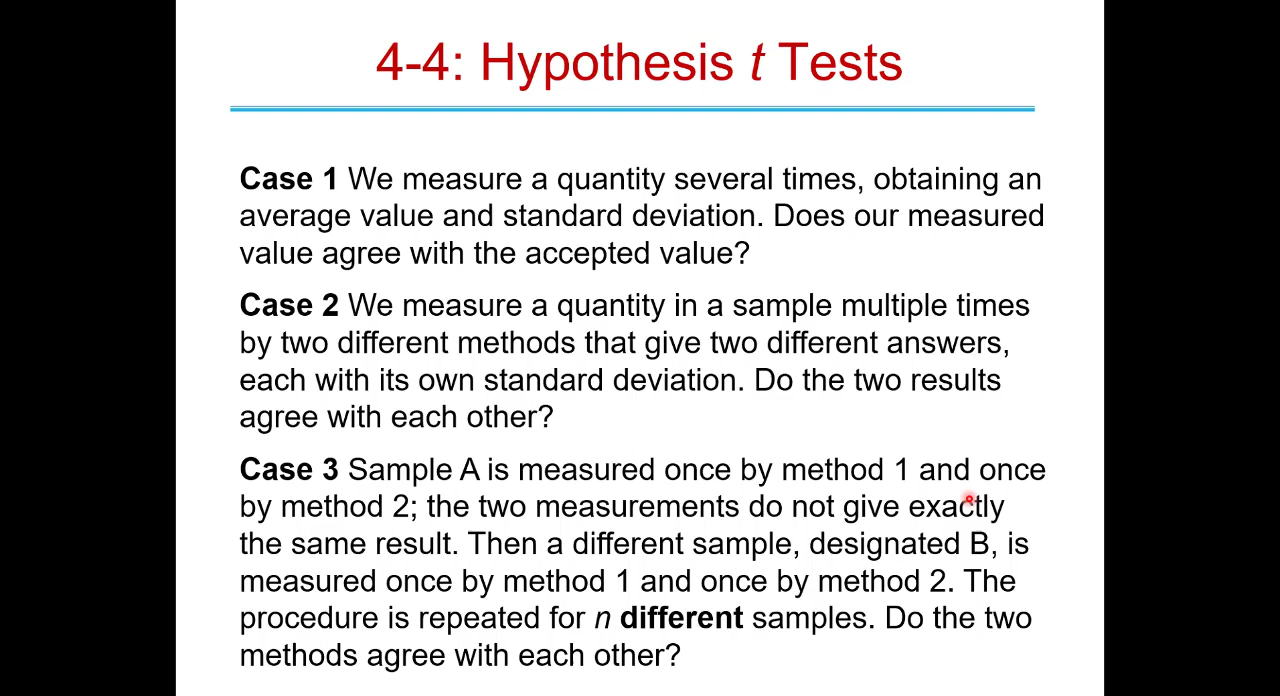 4-4: Hypothesis t Tests
Case 1 We measure a quantity several times, obtaining an
average value and standard deviation. Does our measured
value agree with the accepted value?
Case 2 We measure a quantity in a sample multiple times
by two different methods that give two different answers,
each with its own standard deviation. Do the two results
agree with each other?
Case 3 Sample A is measured once by method 1 and once
by method 2; the two measurements do not give exactly
the same result. Then a different sample, designated B, is
measured once by method 1 and once by method 2. The
procedure is repeated for n different samples. Do the two
methods agree with each other?